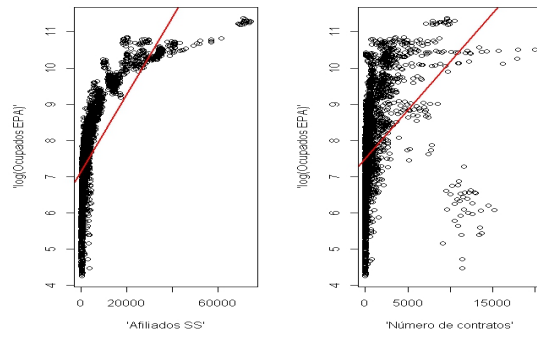 'log(Ocupados EPA)'
11
10
9
8
7
6
5
4
0 20000 60000
'Afiliados SS'
'log(Ocupados EPA)'
11
10
9
8
7
6
5
4
0 5000 15000
'Número de contratos'